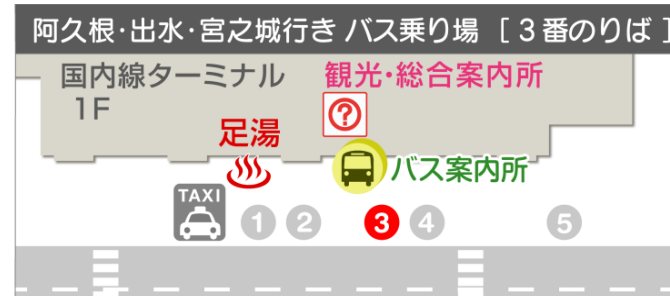 阿久根･出水･宮之城行き バス乗り場 ［３番のりば］
国内線ターミナル
1F
観光･総合案内所
?
足湯
バス案内所
TAXI
1 2 3 4 5